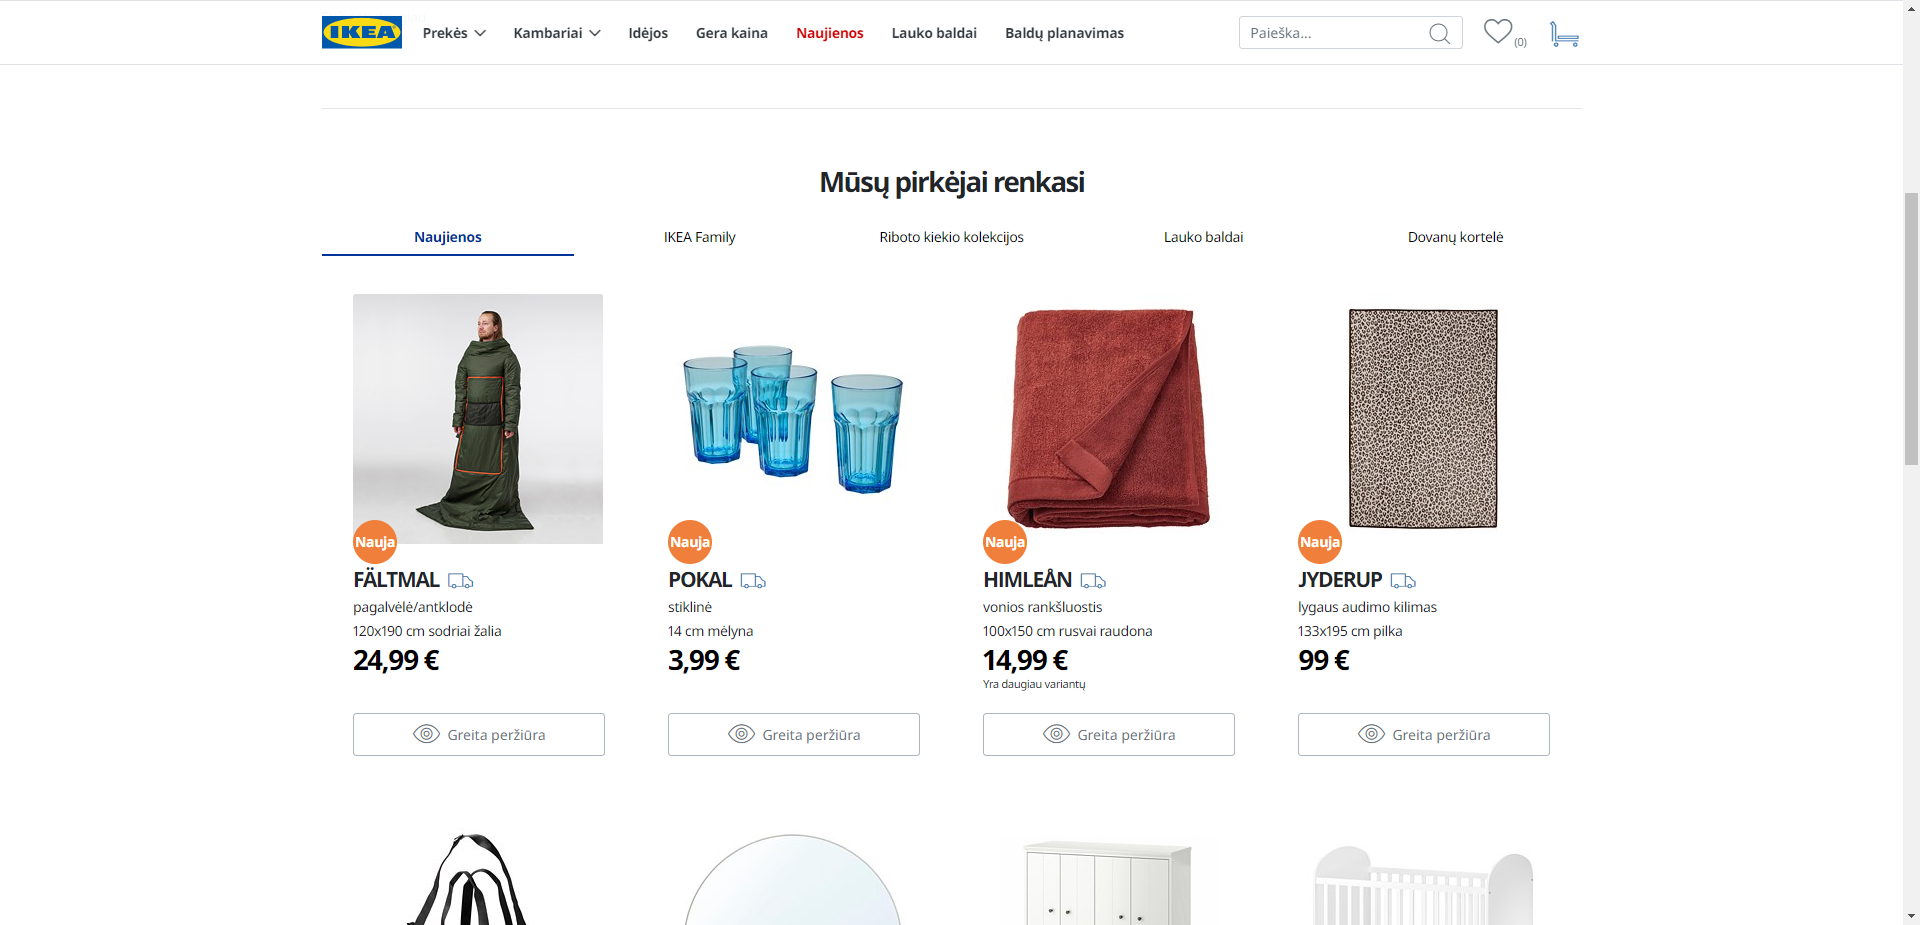 IKEA
Prekės
Kambariai
Idėjos
Gera kaina
Naujienos
Lauko baldai
Baldų planavimas
Paieška...
(0)
Mūsų pirkėjai renkasi
Naujienos
IKEA Family
Riboto kiekio kolekcijos
Lauko baldai
Dovanų kortelė
Nauja
FÄLTMAL
pagalvėlė/antklodė
120x190 cm sodriai žalia
24,99 €
Greita peržiūra
Nauja
POKAL
stiklinė
14 cm mėlyna
3,99 €
Greita peržiūra
Nauja
HIMLEÅN
vonios rankšluostis
100x150 cm rusvai raudona
14,99 €
Yra daugiau variantų
Greita peržiūra
Nauja
JYDERUP
lygaus audimo kilimas
133x195 cm pilka
99 €
Greita peržiūra